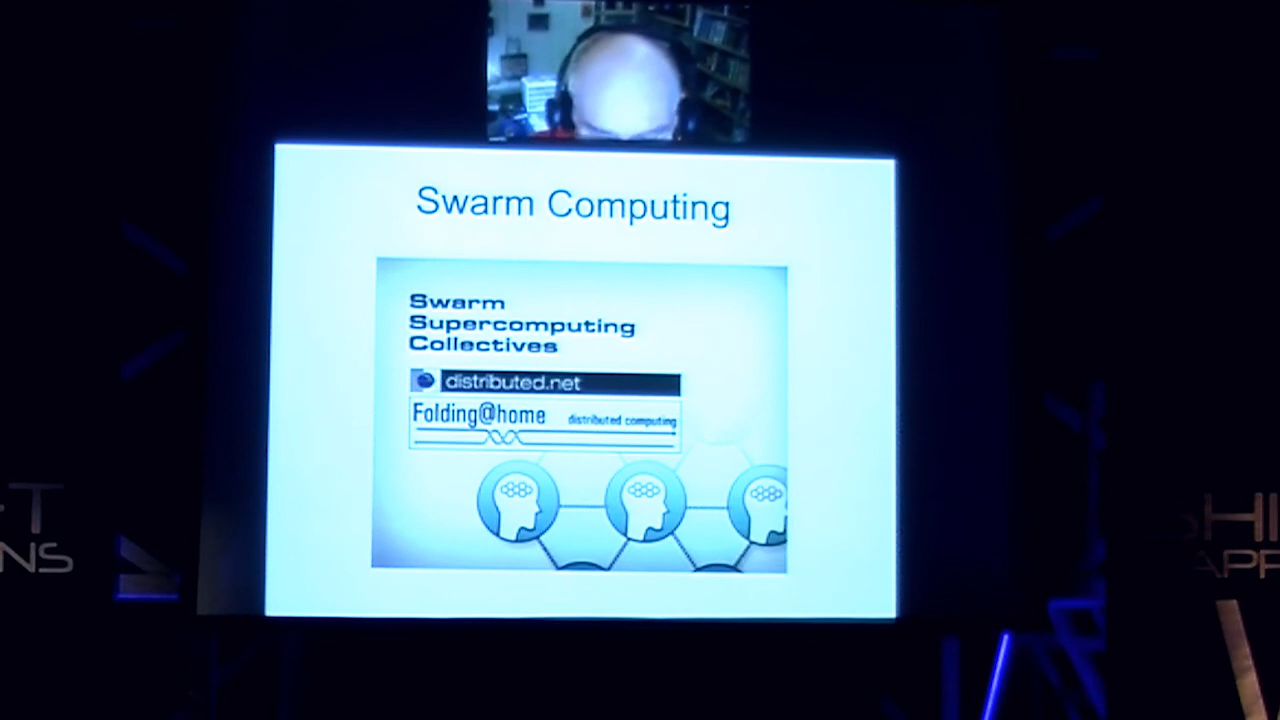 Swarm Computing
Swarm
Supercomputing
Collectives
distributed.net
Folding@home distributed computing